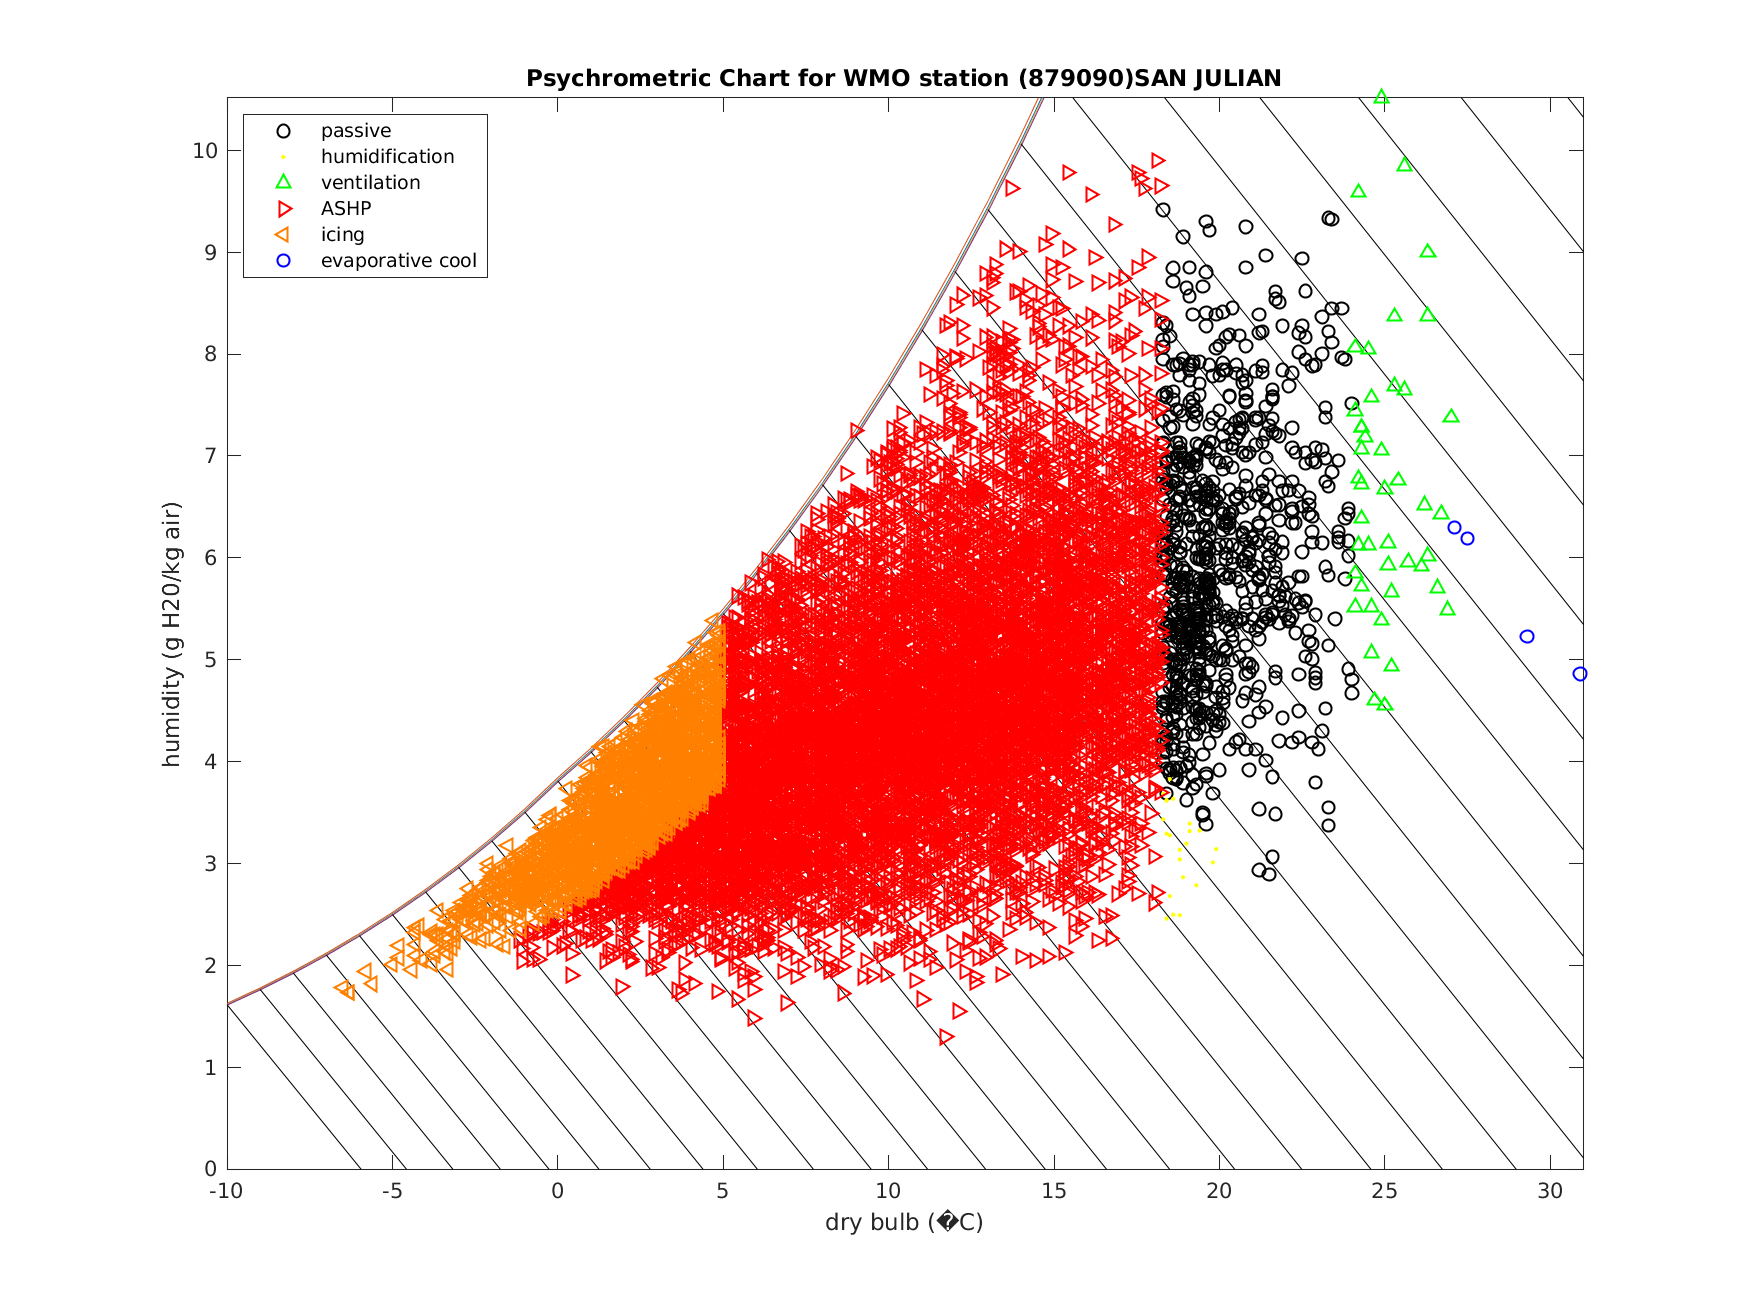 Psychrometric Chart for WMO station (879090)SAN JULIAN
passive
humidification
ventilation
ASHP
icing
evaporative cool
humidity (g H20/kg air)
10
9
8
7
6
5
4
3
2
1
0
-10 -5 0 5 10 15 20 25 30
dry bulb (�C)